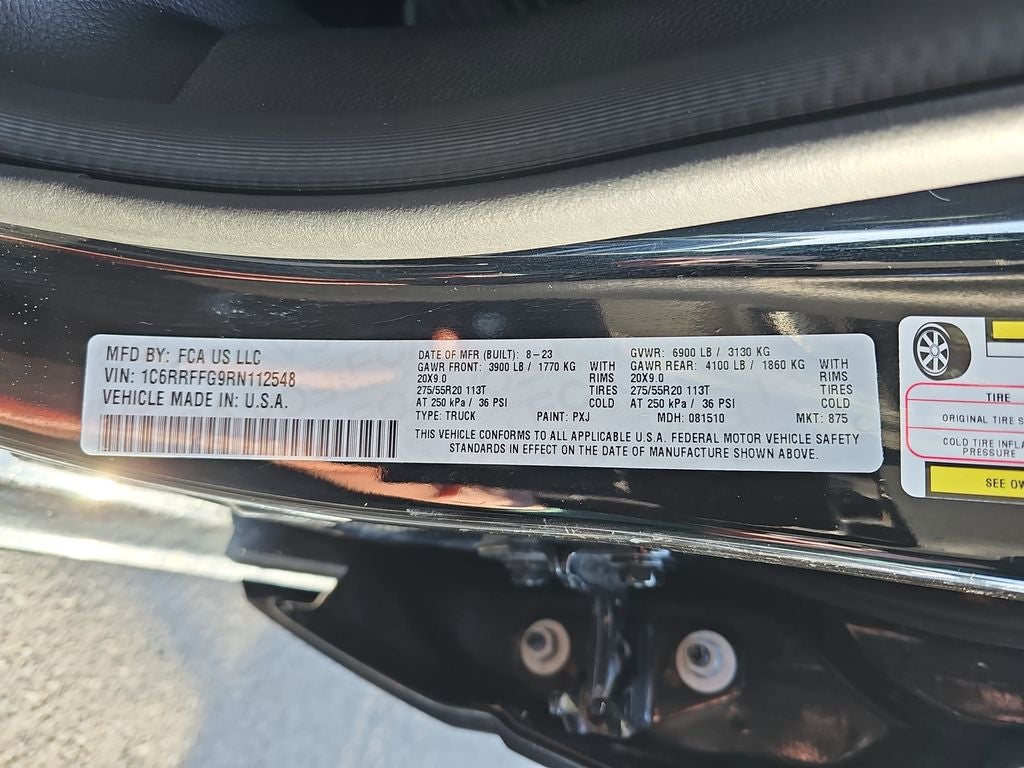 MFD BY: FCA US LLC
VIN: 1C6RRFFG9RN112548
VEHICLE MADE IN: U.S.A.
DATE OF MFR (BUILT): 8-23
GAWR FRONT: 3900 LB / 1770 KG WITH
20X9.0 RIMS
275/55R20 113T TIRES
AT 250 kPa / 36 PSI COLD
TYPE: TRUCK PAINT: PXJ
GVWR: 6900 LB / 3130 KG
GAWR REAR: 4100 LB / 1860 KG WITH
20X9.0 RIMS
275/55R20 113T TIRES
AT 250 kPa / 36 PSI COLD
MDH: 081510 MKT: 875
THIS VEHICLE CONFORMS TO ALL APPLICABLE U.S.A. FEDERAL MOTOR VEHICLE SAFETY
STANDARDS IN EFFECT ON THE DATE OF MANUFACTURE SHOWN ABOVE.
TIRE
ORIGINAL TIRE S
COLD TIRE INFLA
PRESSURE
SEE OW